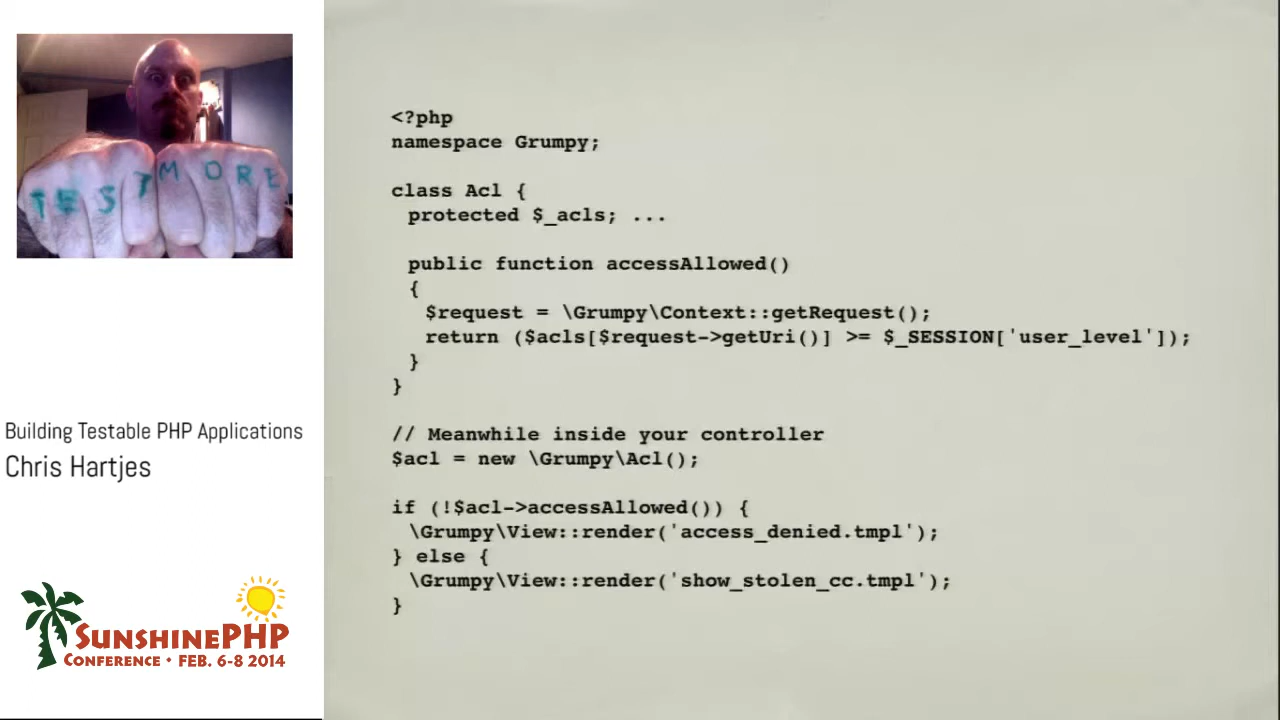 TEST MORE
Building Testable PHP Applications
Chris Hartjes
SUNSHINEPHP
CONFERENCE • FEB. 6-8 2014
<?php
namespace Grumpy;
class Acl {
protected $_acls; ...
public function accessAllowed()
{
$request = \Grumpy\Context::getRequest();
return ($acls[$request->getUri()] >= $_SESSION['user_level']);
}
}
// Meanwhile inside your controller
$acl = new \Grumpy\Acl();
if (!$acl->accessAllowed()) {
\Grumpy\View::render('access_denied.tmpl');
} else {
\Grumpy\View::render('show_stolen_cc.tmpl');
}